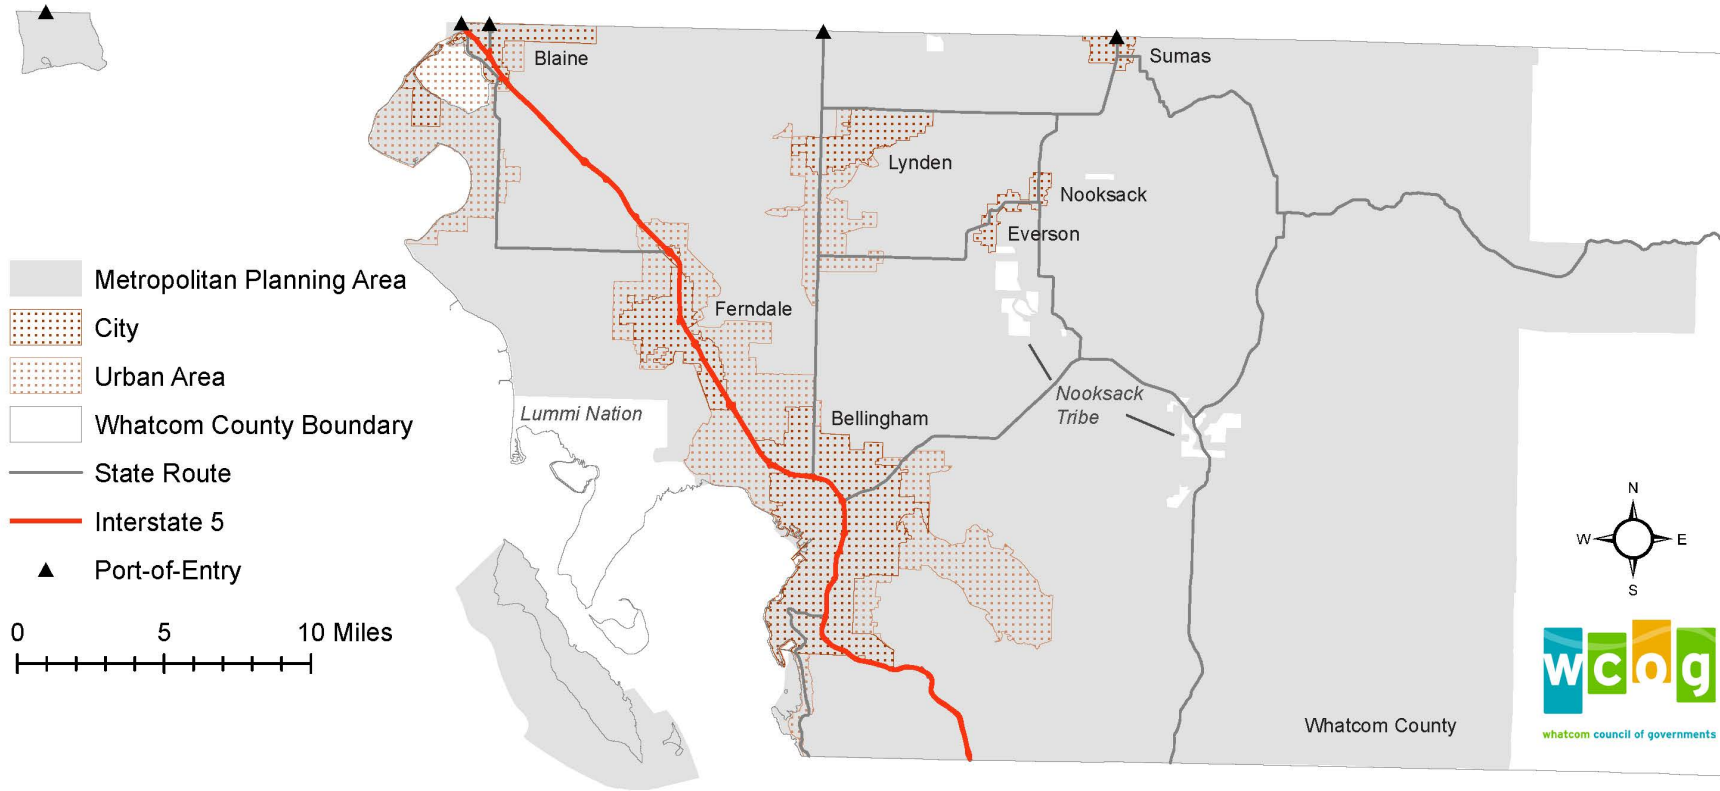 Blaine
Sumas
Lynden
Nooksack
Everson
Metropolitan Planning Area
City
Ferndale
Urban Area
Nooksack
Tribe
Lummi Nation
Bellingham
Whatcom County Boundary
State Route
Interstate 5
Port-of-Entry
N
W E
S
0 5 10 Miles
wcog
Whatcom County
whatcom council of governments